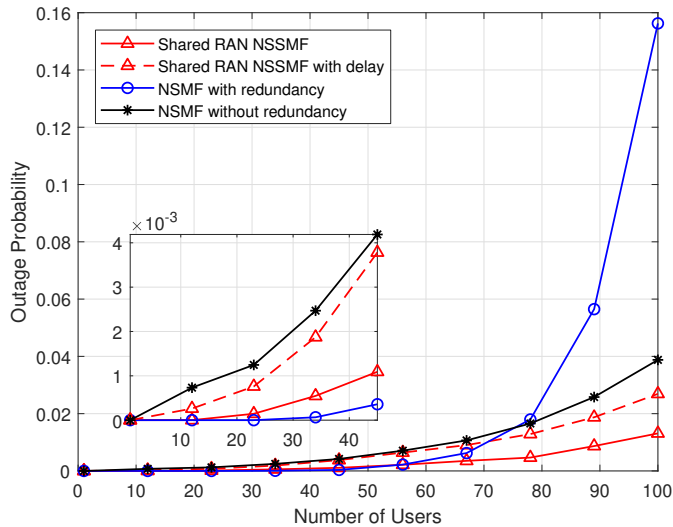 0.16
0.14
0.12
0.1
0.08
0.06
0.04
0.02
0
Outage Probability
Shared RAN NSSMF
Shared RAN NSSMF with delay
NSMF with redundancy
NSMF without redundancy
× 10⁻³
4
3
2
1
0
10 20 30 40
0 10 20 30 40 50 60 70 80 90 100
Number of Users